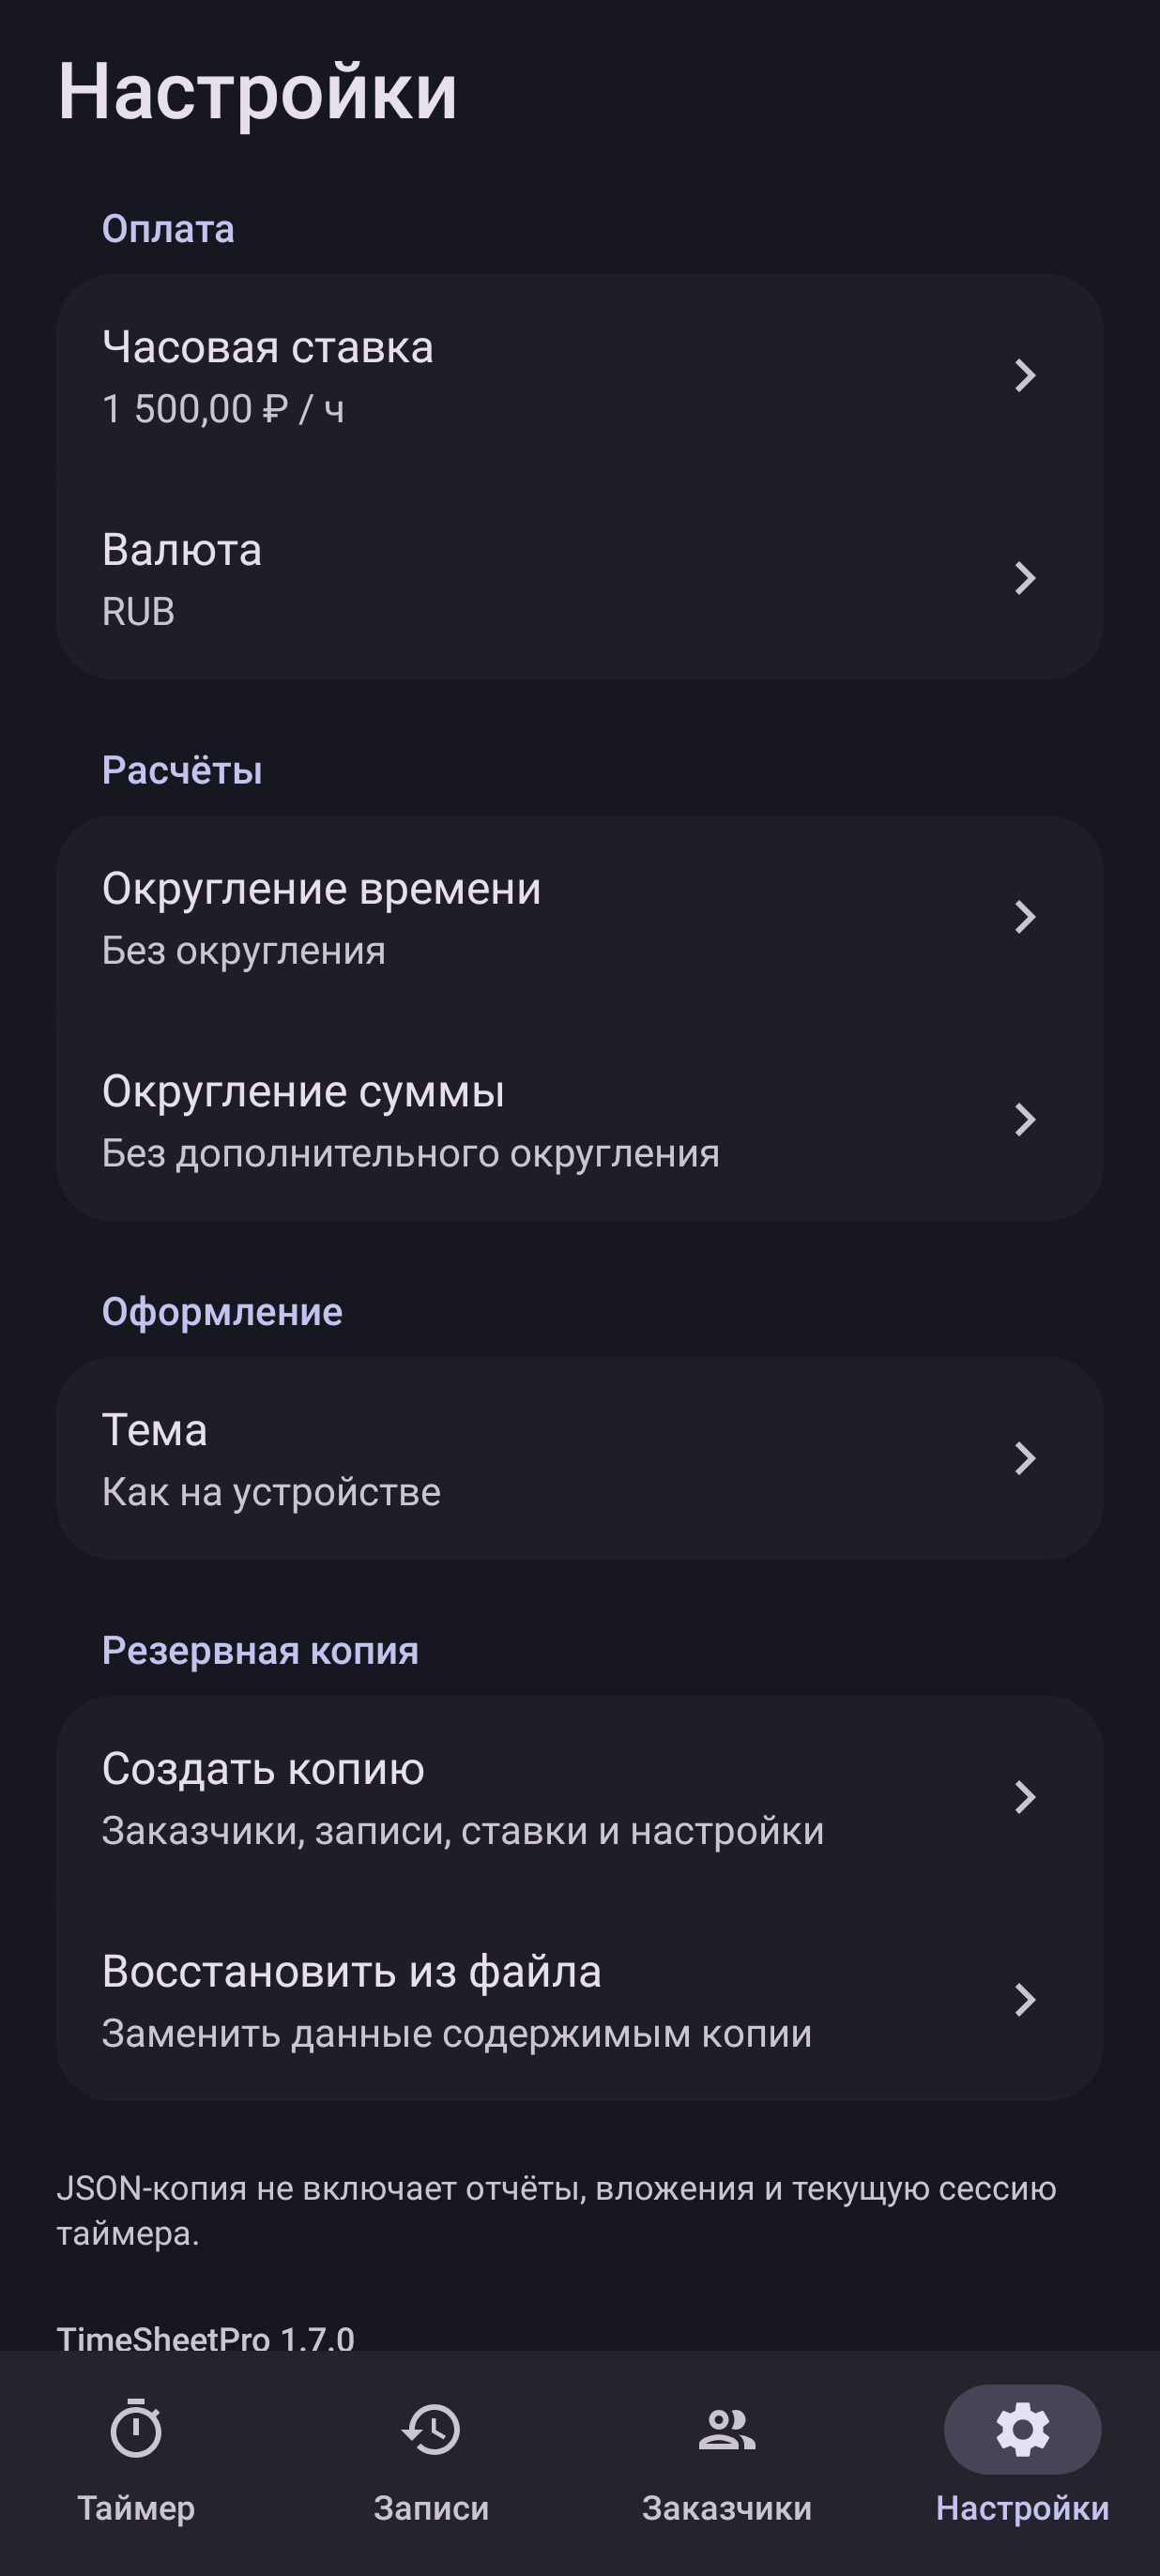 Настройки
Оплата
Часовая ставка
1 500,00 ₽ / ч
Валюта
RUB
Расчёты
Округление времени
Без округления
Округление суммы
Без дополнительного округления
Оформление
Тема
Как на устройстве
Резервная копия
Создать копию
Заказчики, записи, ставки и настройки
Восстановить из файла
Заменить данные содержимым копии
JSON-копия не включает отчёты, вложения и текущую сессию
таймера.
TimeSheetPro 1.7.0
Таймер
Записи
Заказчики
Настройки